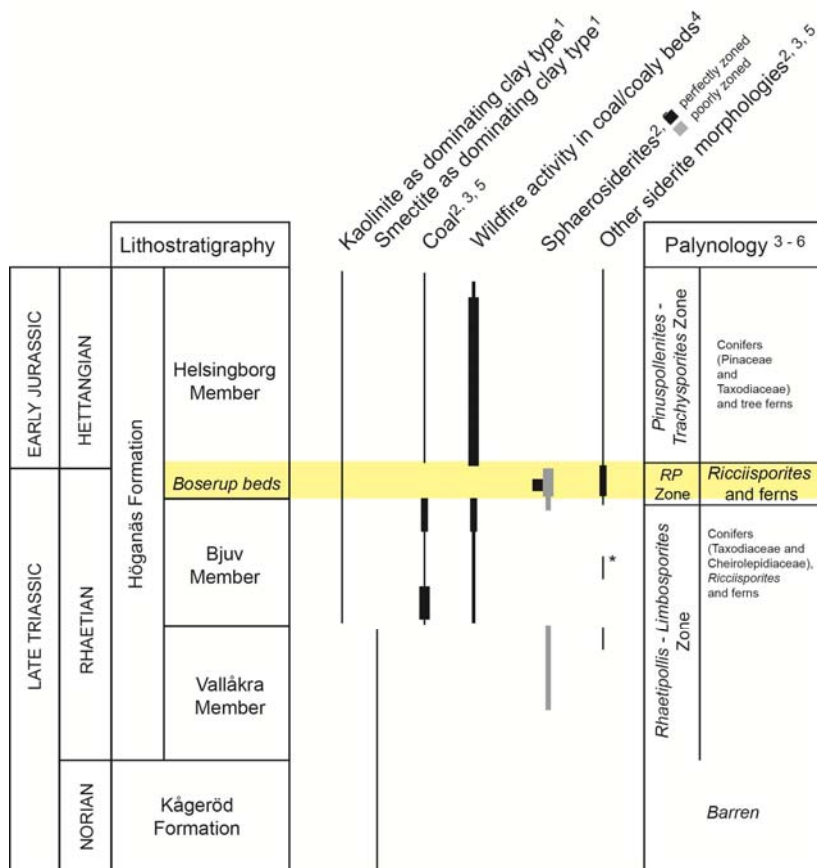 Kaolinite as dominating clay type1
Smectite as dominating clay type1
Coal2, 3, 5
Wildfire activity in coal/coaly beds4
Sphaerosiderites2,
perfectly zoned
poorly zoned
Other siderite morphologies2, 3, 5
Lithostratigraphy
Palynology 3 - 6
EARLY JURASSIC
HETTANGIAN
LATE TRIASSIC
RHAETIAN
NORIAN
Höganäs Formation
Helsingborg
Member
Boserup beds
Bjuv
Member
Vallåkra
Member
Kågeröd
Formation
*
Pinuspollenites -
Trachysporites Zone
Conifers
(Pinaceae
and
Taxodiaceae)
and tree ferns
RP
Zone
Ricciisporites
and ferns
Rhaetipollis - Limbosporites
Zone
Conifers
(Taxodiaceae and
Cheirolepidiaceae),
Ricciisporites
and ferns
Barren